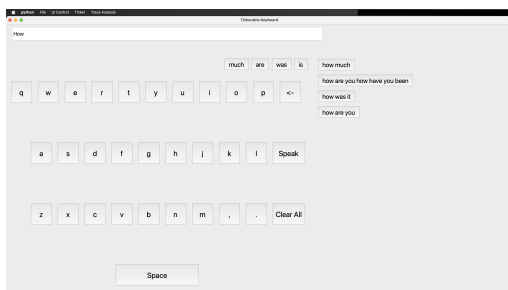 python File UI Control Tinker Trace Analysis
Tinkerable Keyboard
How
much are was is
how much
how are you how have you been
how was it
how are you
q w e r t y u i o p <-
a s d f g h j k l Speak
z x c v b n m , . Clear All
Space